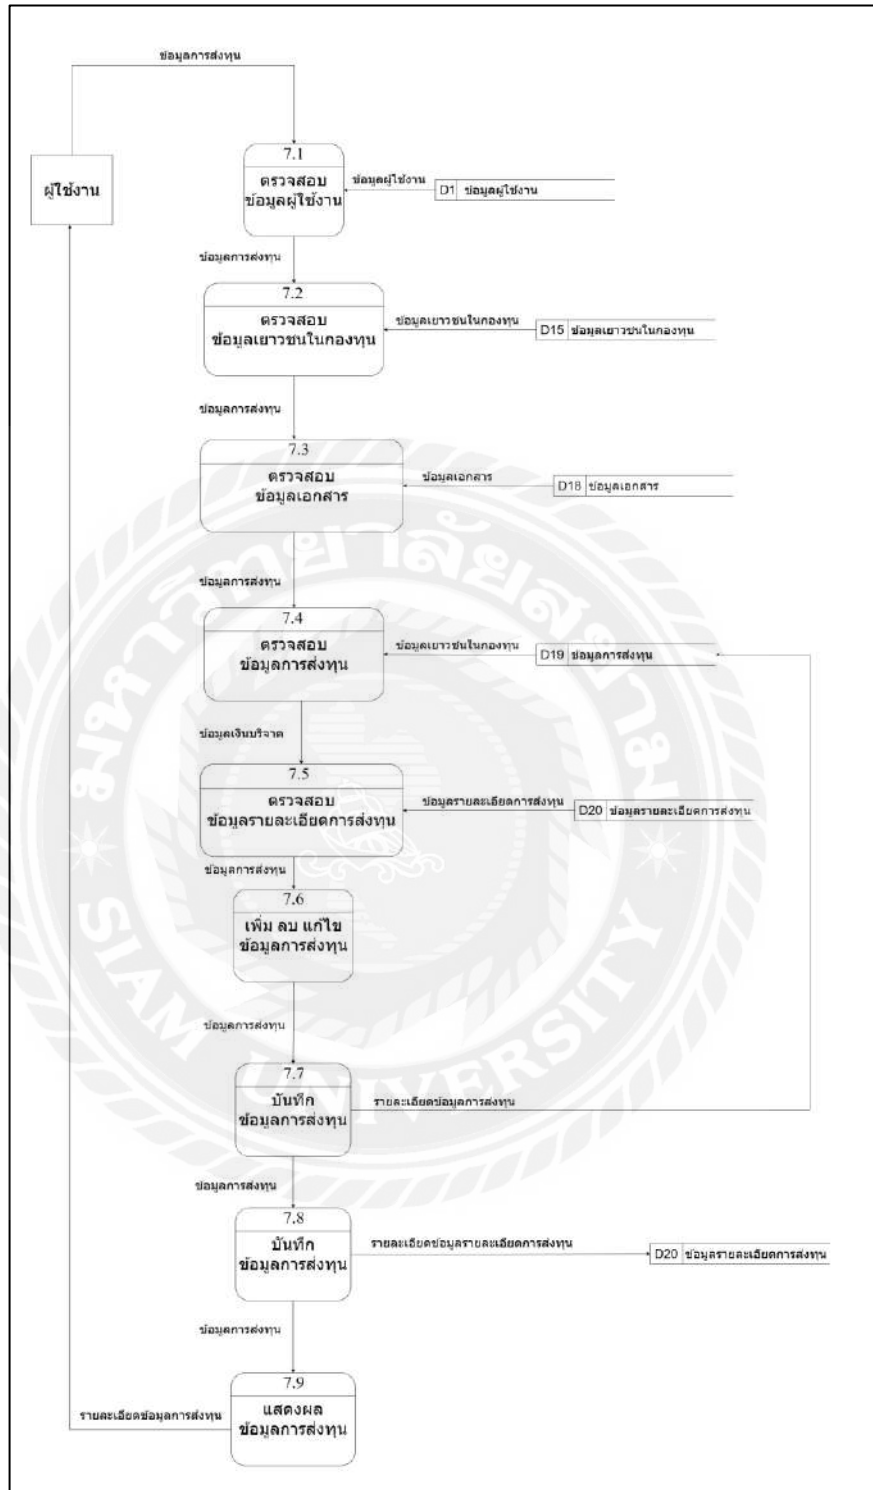 ข้อมูลการส่งทุน
ผู้ใช้งาน
7.1
ตรวจสอบ
ข้อมูลผู้ใช้งาน
ข้อมูลผู้ใช้งาน
D1 ข้อมูลผู้ใช้งาน
ข้อมูลการส่งทุน
7.2
ตรวจสอบ
ข้อมูลเยาวชนในกองทุน
ข้อมูลเยาวชนในกองทุน
D15 ข้อมูลเยาวชนในกองทุน
ข้อมูลการส่งทุน
7.3
ตรวจสอบ
ข้อมูลเอกสาร
ข้อมูลเอกสาร
D18 ข้อมูลเอกสาร
ข้อมูลการส่งทุน
7.4
ตรวจสอบ
ข้อมูลการส่งทุน
ข้อมูลเยาวชนในกองทุน
D19 ข้อมูลการส่งทุน
ข้อมูลเงินบริจาค
7.5
ตรวจสอบ
ข้อมูลรายละเอียดการส่งทุน
ข้อมูลรายละเอียดการส่งทุน
D20 ข้อมูลรายละเอียดการส่งทุน
ข้อมูลการส่งทุน
7.6
เพิ่ม ลบ แก้ไข
ข้อมูลการส่งทุน
ข้อมูลการส่งทุน
7.7
บันทึก
ข้อมูลการส่งทุน
รายละเอียดข้อมูลการส่งทุน
ข้อมูลการส่งทุน
7.8
บันทึก
ข้อมูลการส่งทุน
รายละเอียดข้อมูลรายละเอียดการส่งทุน
D20 ข้อมูลรายละเอียดการส่งทุน
ข้อมูลการส่งทุน
7.9
แสดงผล
ข้อมูลการส่งทุน
รายละเอียดข้อมูลการส่งทุน
มหาวิทยาลัยสยาม
SIAM UNIVERSITY